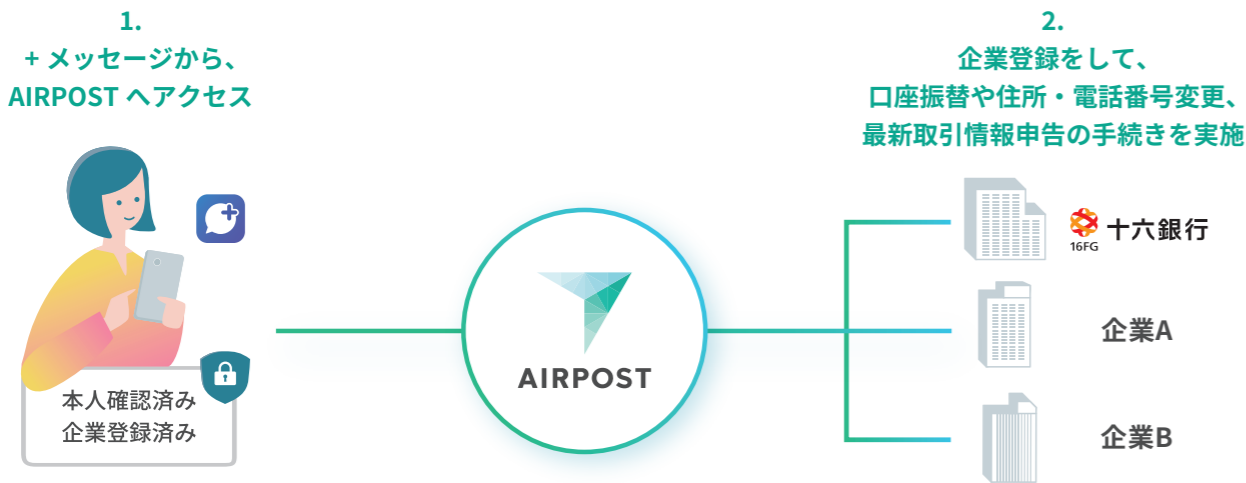 1.
+ メッセージから、
AIRPOST へアクセス
本人確認済み
企業登録済み
AIRPOST
2.
企業登録をして、
口座振替や住所・電話番号変更、
最新取引情報申告の手続きを実施
16FG
十六銀行
企業A
企業B